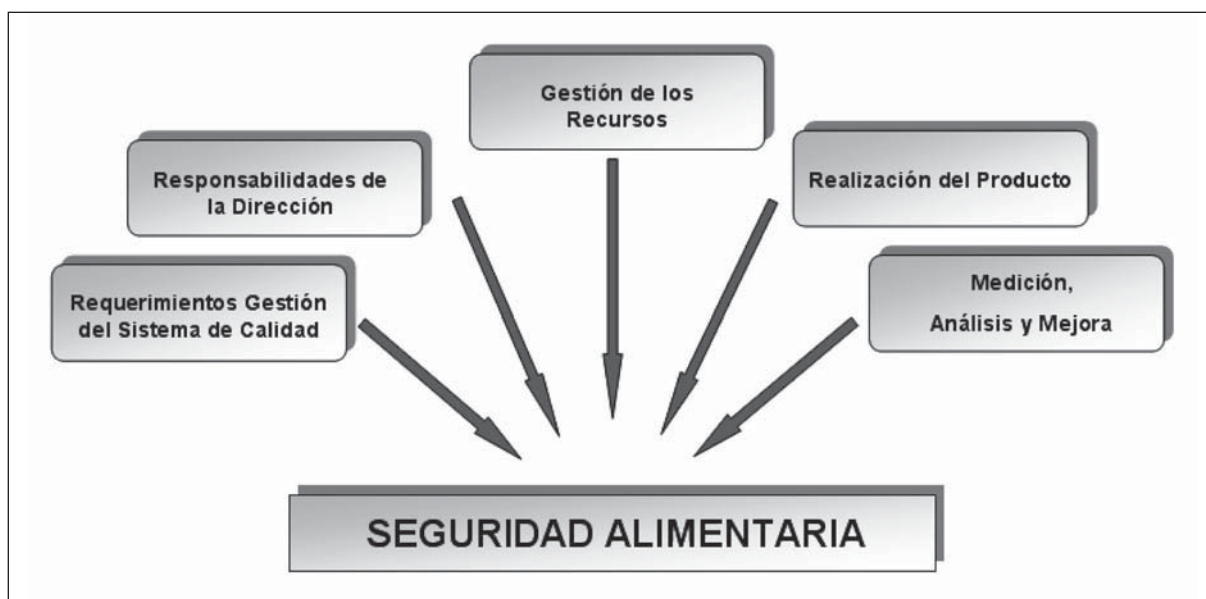 Gestión de los
Recursos
Responsabilidades de
la Dirección
Realización del Producto
Requerimientos Gestión
del Sistema de Calidad
Medición,
Análisis y Mejora
SEGURIDAD ALIMENTARIA